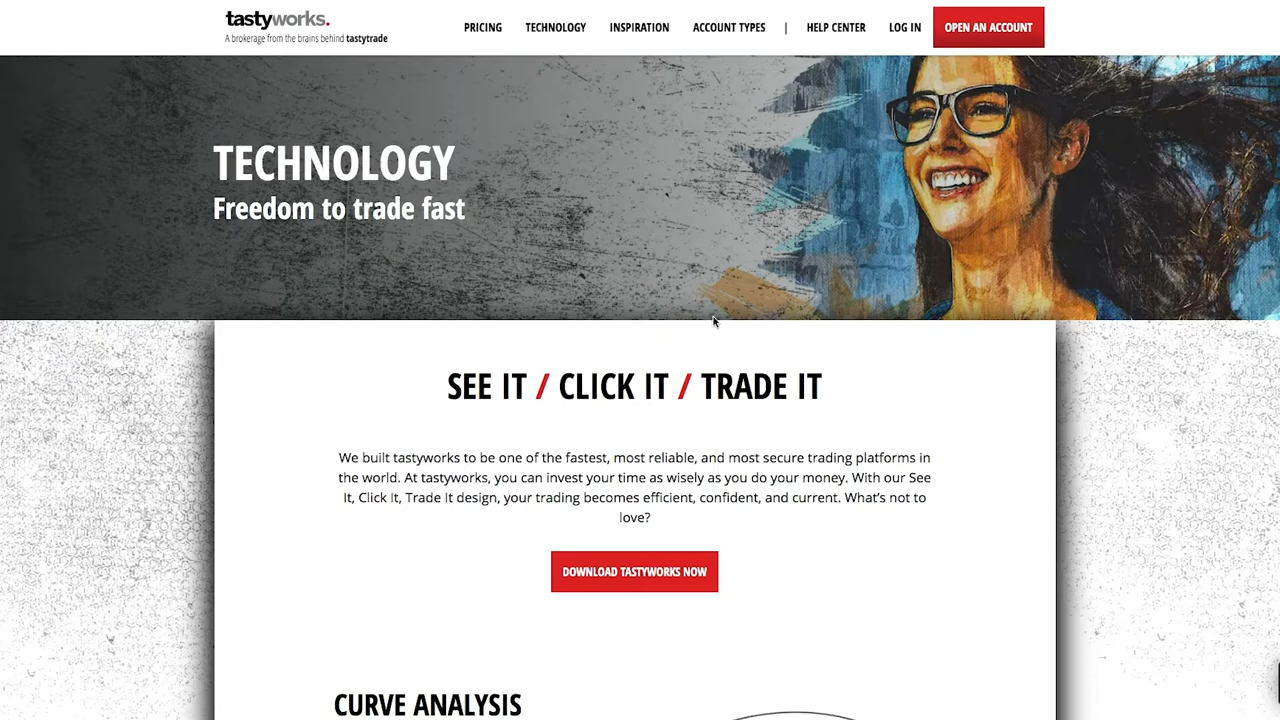 tastyworks.
A brokerage from the brains behind tastytrade
PRICING TECHNOLOGY INSPIRATION ACCOUNT TYPES | HELP CENTER LOG IN OPEN AN ACCOUNT
TECHNOLOGY
Freedom to trade fast
SEE IT / CLICK IT / TRADE IT
We built tastyworks to be one of the fastest, most reliable, and most secure trading platforms in
the world. At tastyworks, you can invest your time as wisely as you do your money. With our See
It, Click It, Trade It design, your trading becomes efficient, confident, and current. What's not to
love?
DOWNLOAD TASTYWORKS NOW
CURVE ANALYSIS